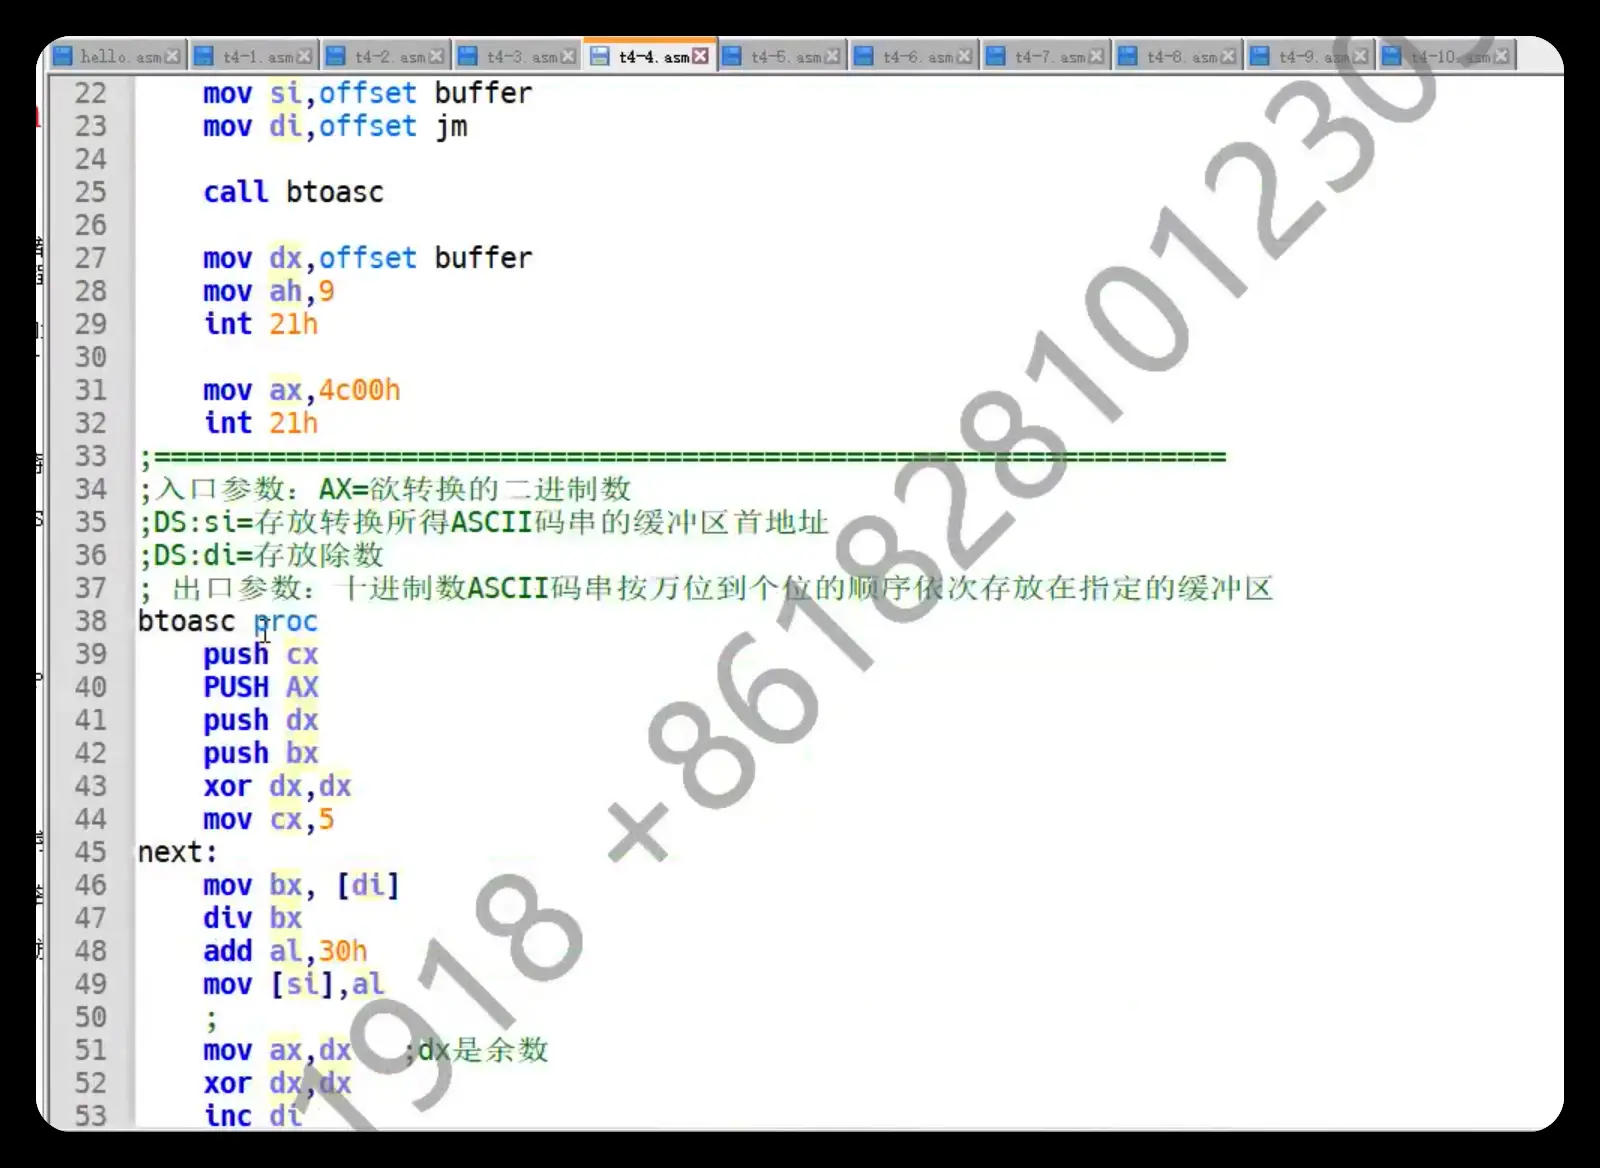 hello.asm t4-1.asm t4-2.asm t4-3.asm t4-4.asm t4-5.asm t4-6.asm t4-7.asm t4-8.asm t4-9.asm t4-10.asm
22 mov si,offset buffer
23 mov di,offset jm
24
25 call btoasc
26
27 mov dx,offset buffer
28 mov ah,9
29 int 21h
30
31 mov ax,4c00h
32 int 21h
33 ;==================================================================
34 ;入口参数: AX=欲转换的二进制数
35 ;DS:si=存放转换所得ASCII码串的缓冲区首地址
36 ;DS:di=存放除数
37 ; 出口参数: 十进制数ASCII码串按万位到个位的顺序依次存放在指定的缓冲区
38 btoasc proc
39 push cx
40 PUSH AX
41 push dx
42 push bx
43 xor dx,dx
44 mov cx,5
45 next:
46 mov bx, [di]
47 div bx
48 add al,30h
49 mov [si],al
50 ;
51 mov ax,dx ;dx是余数
52 xor dx,dx
53 inc di
1918 +8618281012303